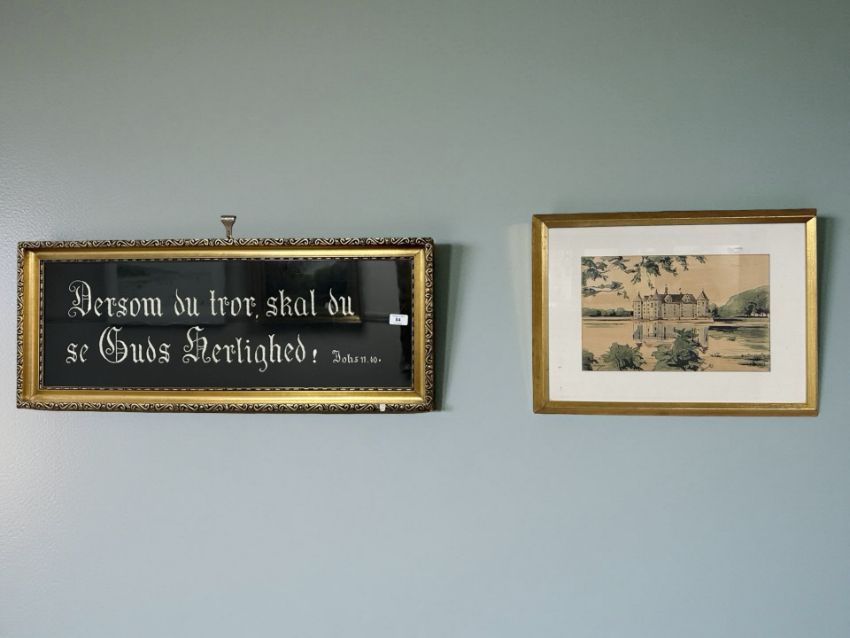 Dersom du tror, skal du
se Guds Herlighed! Johs 11. 40.